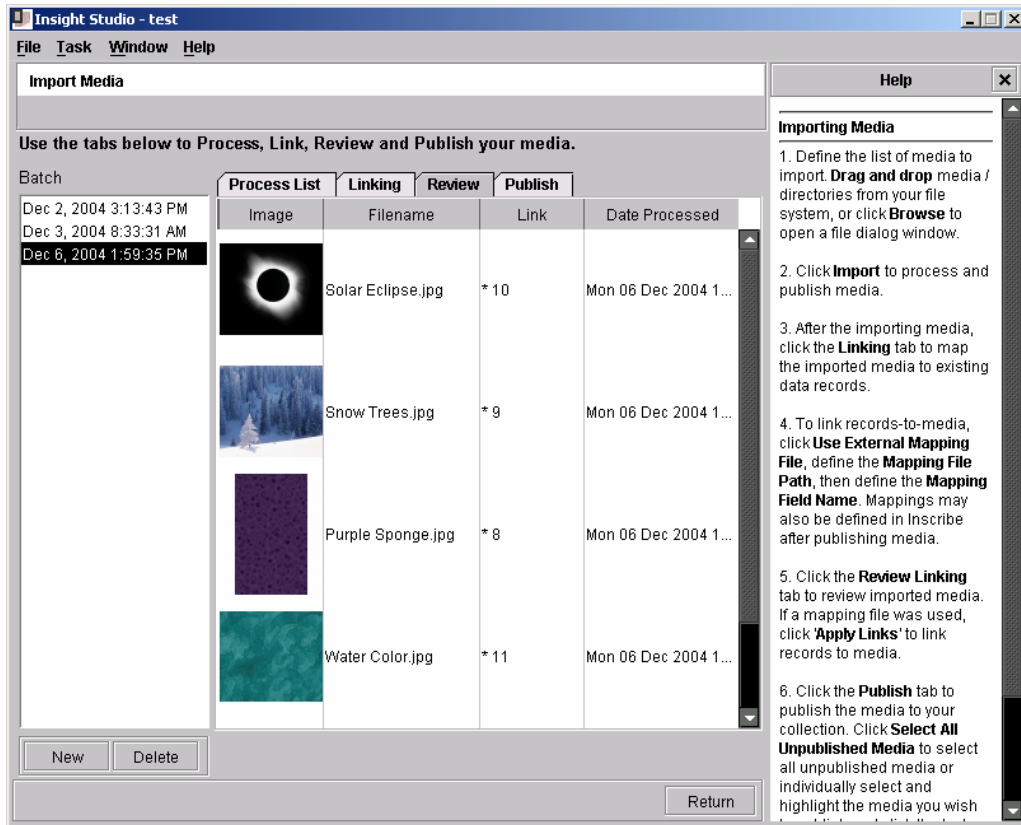 Insight Studio - test
File Task Window Help
Import Media
Use the tabs below to Process, Link, Review and Publish your media.
Batch
Dec 2, 2004 3:13:43 PM
Dec 3, 2004 8:33:31 AM
Dec 6, 2004 1:59:35 PM
New Delete
Process List Linking Review Publish
Image Filename Link Date Processed
Solar Eclipse.jpg * 10 Mon 06 Dec 2004 1...
Snow Trees.jpg * 9 Mon 06 Dec 2004 1...
Purple Sponge.jpg * 8 Mon 06 Dec 2004 1...
Water Color.jpg * 11 Mon 06 Dec 2004 1...
Return
Help
Importing Media
1. Define the list of media to
import. Drag and drop media /
directories from your file
system, or click Browse to
open a file dialog window.
2. Click Import to process and
publish media.
3. After the importing media,
click the Linking tab to map
the imported media to existing
data records.
4. To link records-to-media,
click Use External Mapping
File, define the Mapping File
Path, then define the Mapping
Field Name. Mappings may
also be defined in Inscribe
after publishing media.
5. Click the Review Linking
tab to review imported media.
If a mapping file was used,
click 'Apply Links' to link
records to media.
6. Click the Publish tab to
publish the media to your
collection. Click Select All
Unpublished Media to select
all unpublished media or
individually select and
highlight the media you wish